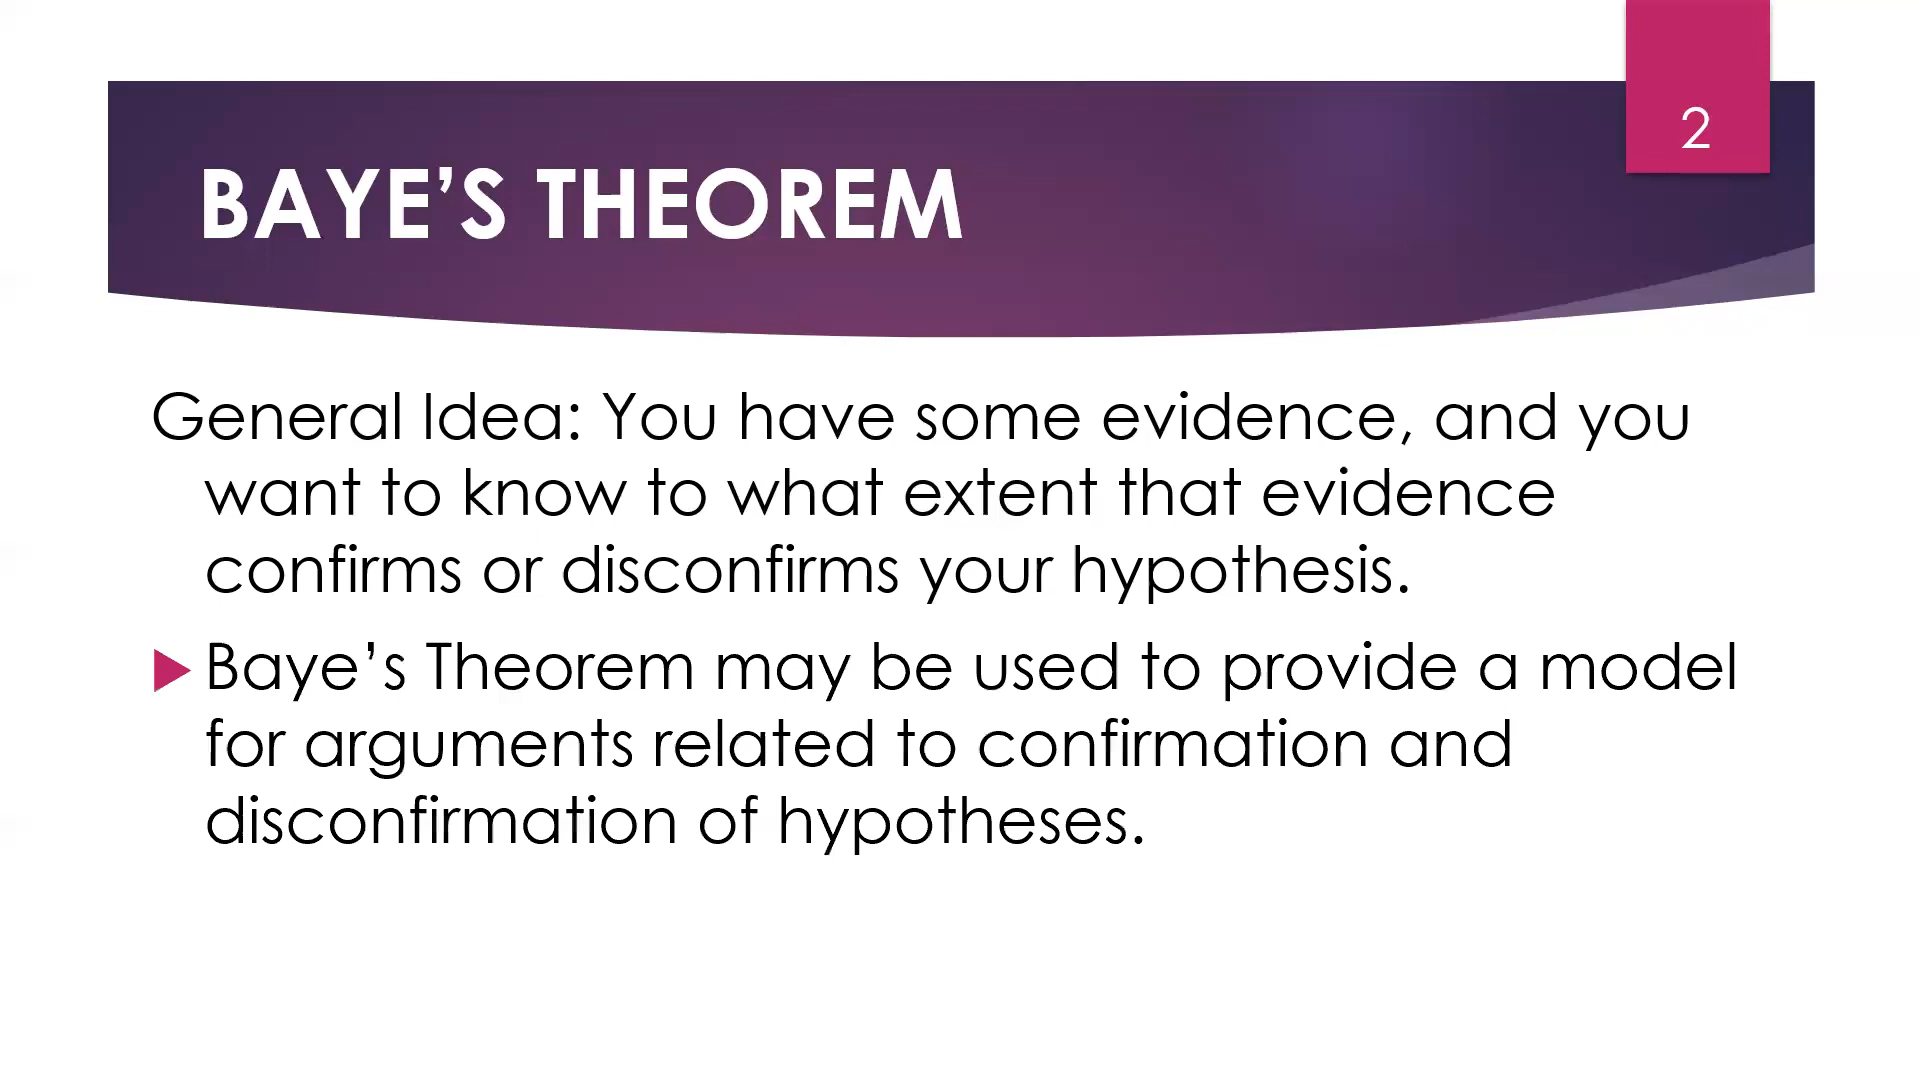 2
BAYE’S THEOREM
General Idea: You have some evidence, and you
want to know to what extent that evidence
confirms or disconfirms your hypothesis.
Baye’s Theorem may be used to provide a model
for arguments related to confirmation and
disconfirmation of hypotheses.